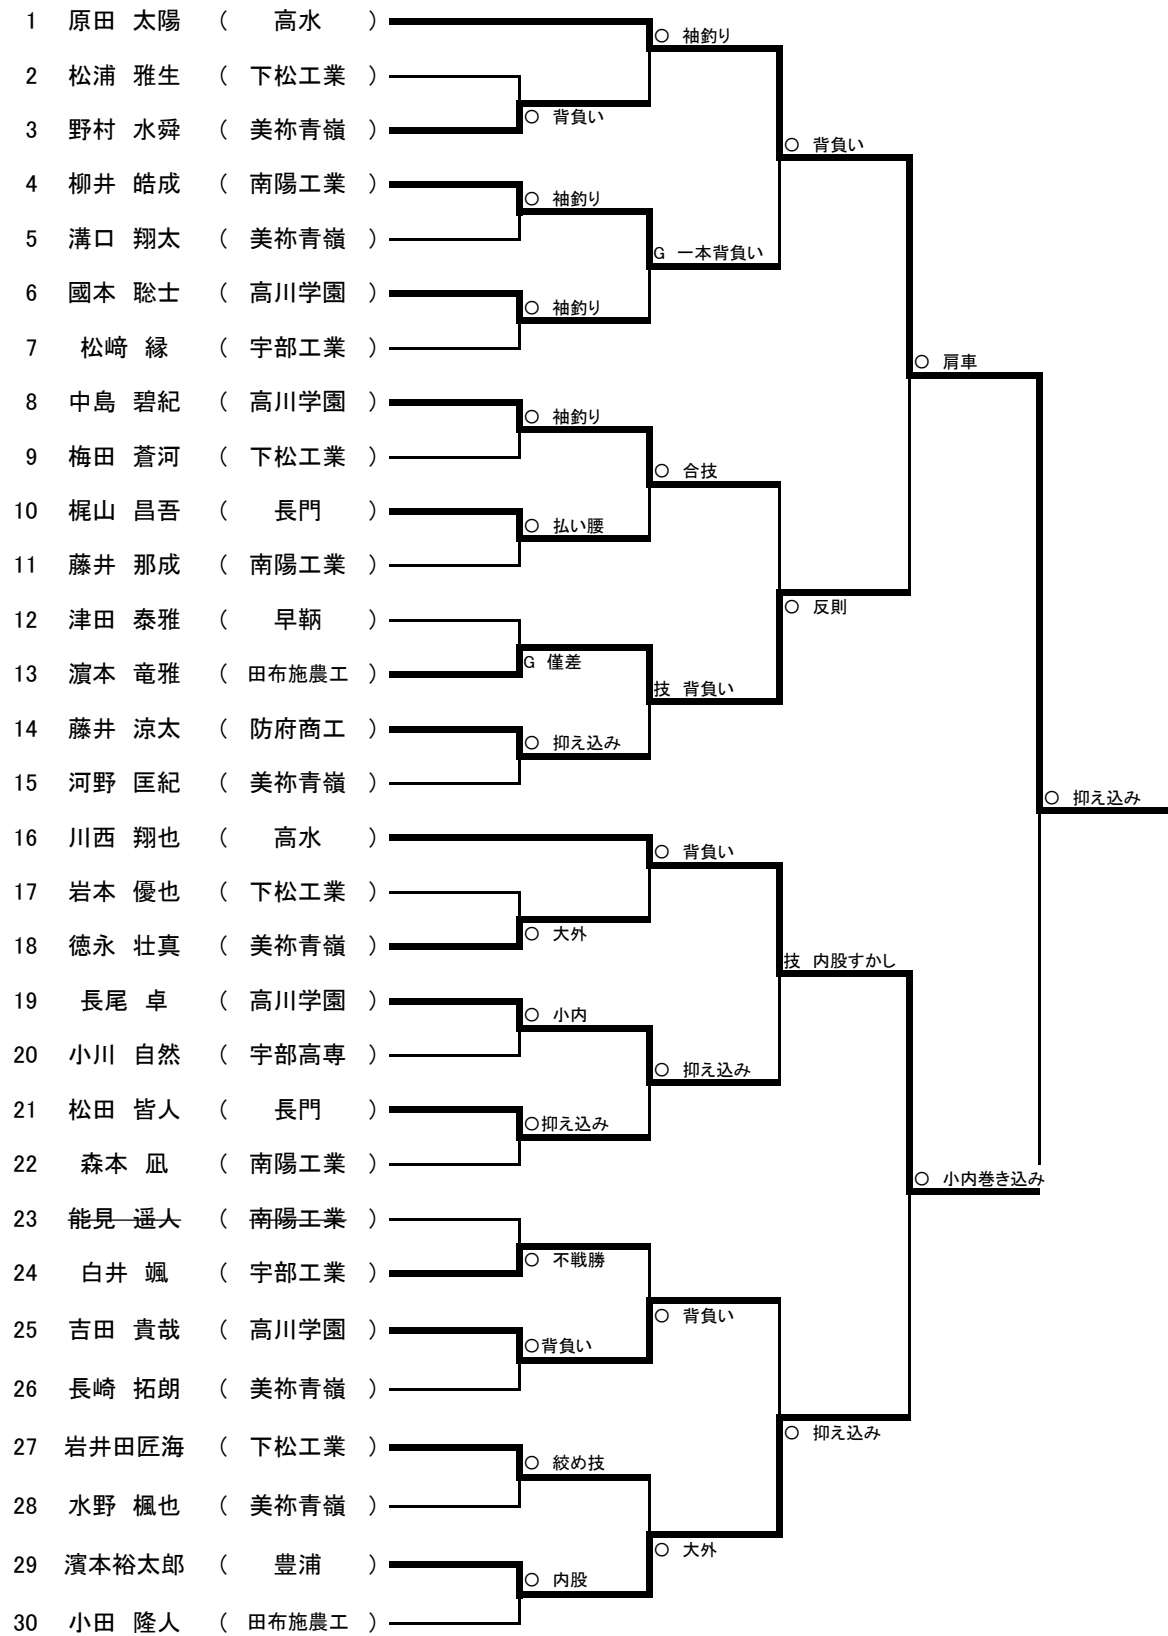 1 原田 太陽 （ 高水 ）
○ 袖釣り
2 松浦 雅生 （ 下松工業 ）
○ 背負い
3 野村 水舜 （ 美祢青嶺 ）
○ 背負い
4 柳井 皓成 （ 南陽工業 ）
○ 袖釣り
5 溝口 翔太 （ 美祢青嶺 ）
G 一本背負い
6 國本 聡士 （ 高川学園 ）
○ 袖釣り
7 松﨑 縁 （ 宇部工業 ）
○ 肩車
8 中島 碧紀 （ 高川学園 ）
○ 袖釣り
9 梅田 蒼河 （ 下松工業 ）
○ 合技
10 梶山 昌吾 （ 長門 ）
○ 払い腰
11 藤井 那成 （ 南陽工業 ）
12 津田 泰雅 （ 早鞆 ）
○ 反則
G 僅差
13 濵本 竜雅 （ 田布施農工 ）
技 背負い
14 藤井 涼太 （ 防府商工 ）
○ 抑え込み
15 河野 匡紀 （ 美祢青嶺 ）
○ 抑え込み
16 川西 翔也 （ 高水 ）
○ 背負い
17 岩本 優也 （ 下松工業 ）
○ 大外
18 徳永 壮真 （ 美祢青嶺 ）
技 内股すかし
19 長尾 卓 （ 高川学園 ）
○ 小内
20 小川 自然 （ 宇部高専 ）
○ 抑え込み
21 松田 皆人 （ 長門 ）
○抑え込み
22 森本 凪 （ 南陽工業 ）
○ 小内巻き込み
23 能見 遥人 （ 南陽工業 ）
○ 不戦勝
24 白井 颯 （ 宇部工業 ）
○ 背負い
25 吉田 貴哉 （ 高川学園 ）
○背負い
26 長崎 拓朗 （ 美祢青嶺 ）
○ 抑え込み
27 岩井田匠海 （ 下松工業 ）
○ 絞め技
28 水野 楓也 （ 美祢青嶺 ）
○ 大外
29 濱本裕太郎 （ 豊浦 ）
○ 内股
30 小田 隆人 （ 田布施農工 ）